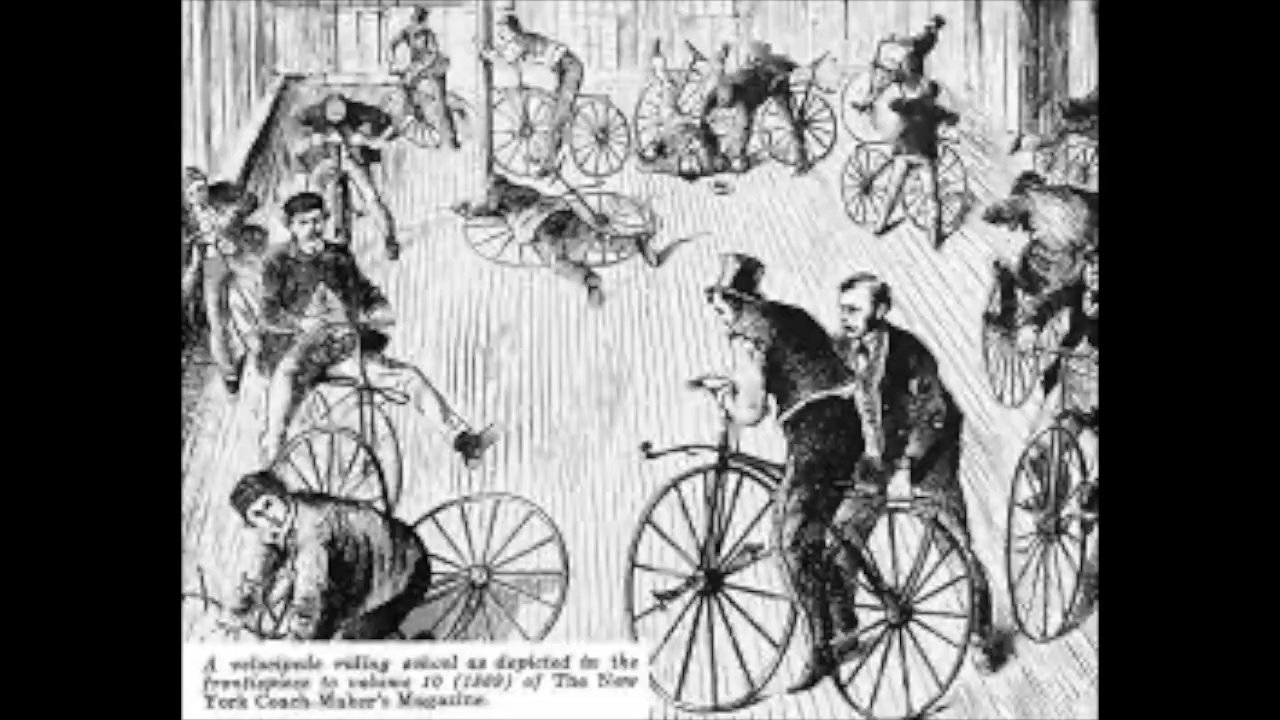 A velocipede riding school as depicted in the
frontispiece to volume 10 (1869) of The New
York Coach-Maker's Magazine.